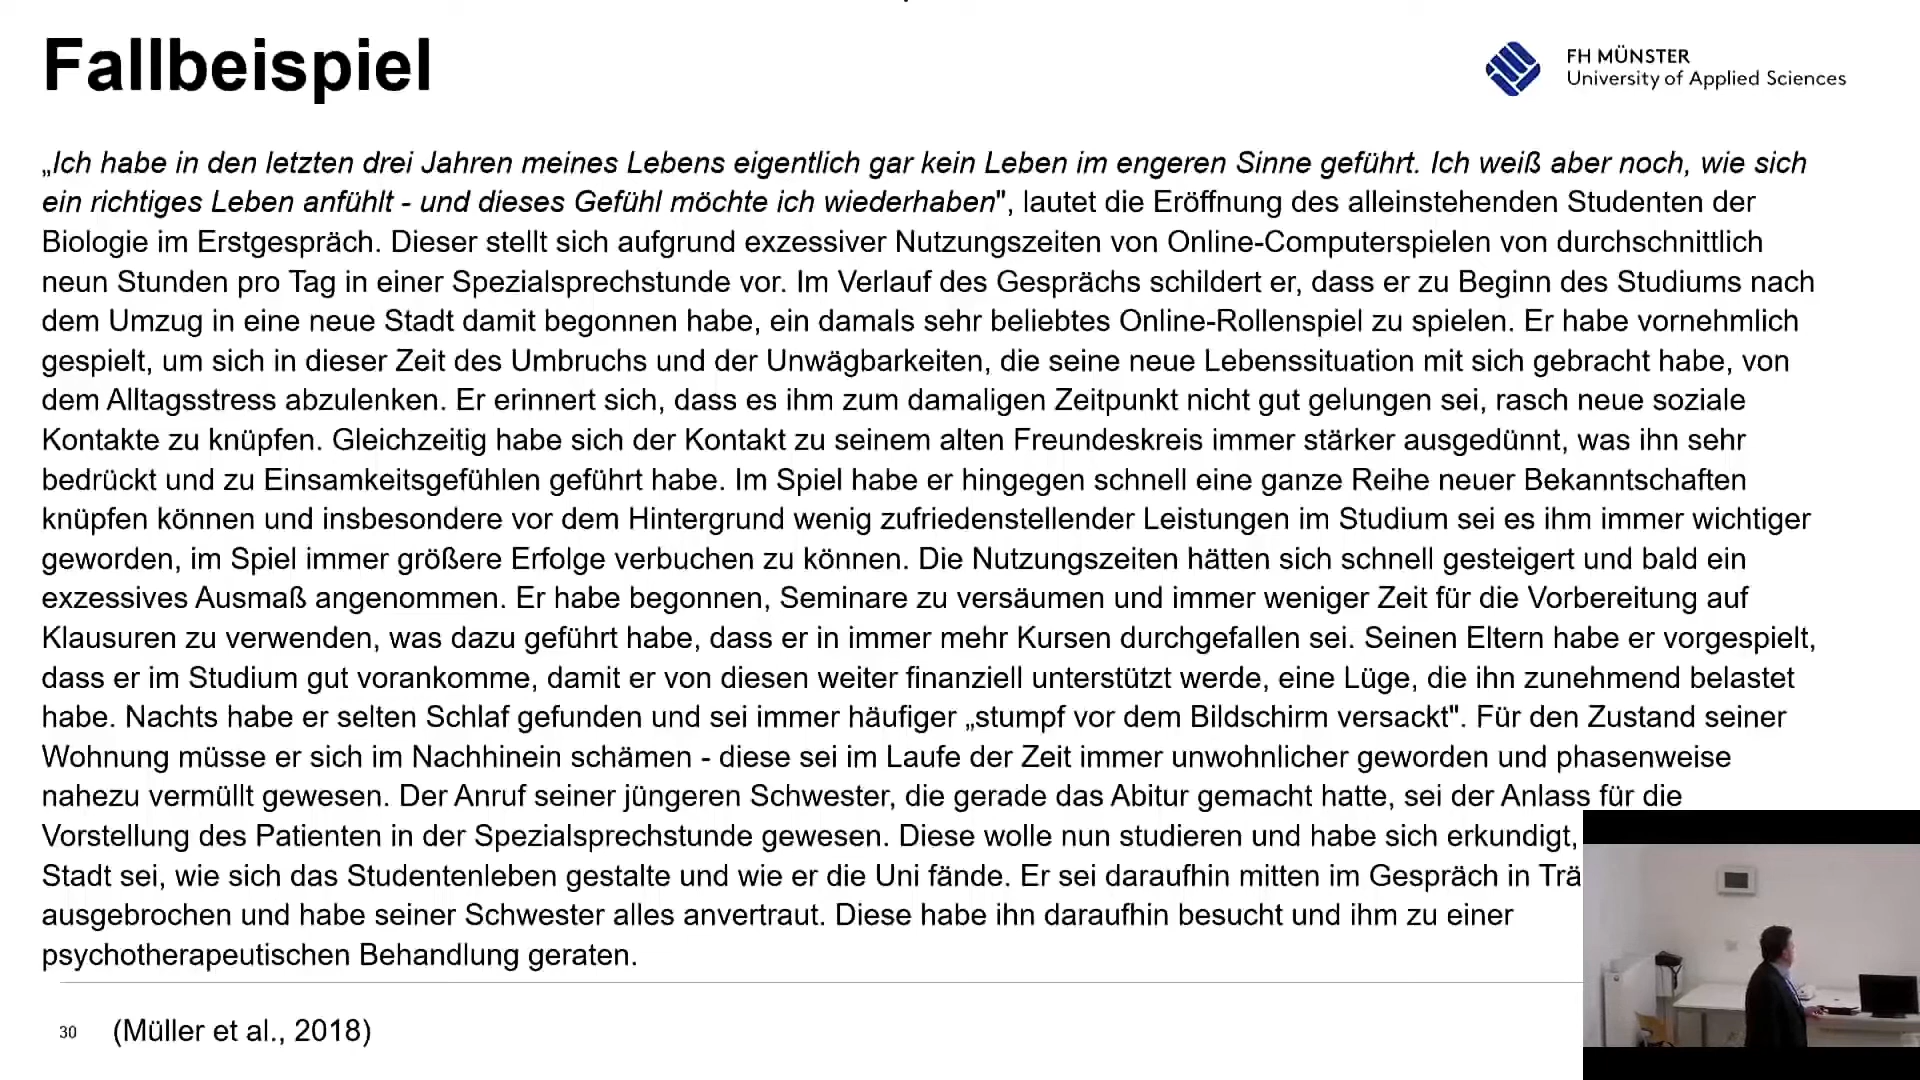 Fallbeispiel
FH MÜNSTER
University of Applied Sciences
„Ich habe in den letzten drei Jahren meines Lebens eigentlich gar kein Leben im engeren Sinne geführt. Ich weiß aber noch, wie sich
ein richtiges Leben anfühlt - und dieses Gefühl möchte ich wiederhaben", lautet die Eröffnung des alleinstehenden Studenten der
Biologie im Erstgespräch. Dieser stellt sich aufgrund exzessiver Nutzungszeiten von Online-Computerspielen von durchschnittlich
neun Stunden pro Tag in einer Spezialsprechstunde vor. Im Verlauf des Gesprächs schildert er, dass er zu Beginn des Studiums nach
dem Umzug in eine neue Stadt damit begonnen habe, ein damals sehr beliebtes Online-Rollenspiel zu spielen. Er habe vornehmlich
gespielt, um sich in dieser Zeit des Umbruchs und der Unwägbarkeiten, die seine neue Lebenssituation mit sich gebracht habe, von
dem Alltagsstress abzulenken. Er erinnert sich, dass es ihm zum damaligen Zeitpunkt nicht gut gelungen sei, rasch neue soziale
Kontakte zu knüpfen. Gleichzeitig habe sich der Kontakt zu seinem alten Freundeskreis immer stärker ausgedünnt, was ihn sehr
bedrückt und zu Einsamkeitsgefühlen geführt habe. Im Spiel habe er hingegen schnell eine ganze Reihe neuer Bekanntschaften
knüpfen können und insbesondere vor dem Hintergrund wenig zufriedenstellender Leistungen im Studium sei es ihm immer wichtiger
geworden, im Spiel immer größere Erfolge verbuchen zu können. Die Nutzungszeiten hätten sich schnell gesteigert und bald ein
exzessives Ausmaß angenommen. Er habe begonnen, Seminare zu versäumen und immer weniger Zeit für die Vorbereitung auf
Klausuren zu verwenden, was dazu geführt habe, dass er in immer mehr Kursen durchgefallen sei. Seinen Eltern habe er vorgespielt,
dass er im Studium gut vorankomme, damit er von diesen weiter finanziell unterstützt werde, eine Lüge, die ihn zunehmend belastet
habe. Nachts habe er selten Schlaf gefunden und sei immer häufiger „stumpf vor dem Bildschirm versackt". Für den Zustand seiner
Wohnung müsse er sich im Nachhinein schämen - diese sei im Laufe der Zeit immer unwohnlicher geworden und phasenweise
nahezu vermüllt gewesen. Der Anruf seiner jüngeren Schwester, die gerade das Abitur gemacht hatte, sei der Anlass für die
Vorstellung des Patienten in der Spezialsprechstunde gewesen. Diese wolle nun studieren und habe sich erkundigt,
Stadt sei, wie sich das Studentenleben gestalte und wie er die Uni fände. Er sei daraufhin mitten im Gespräch in Trä
ausgebrochen und habe seiner Schwester alles anvertraut. Diese habe ihn daraufhin besucht und ihm zu einer
psychotherapeutischen Behandlung geraten.
30 (Müller et al., 2018)